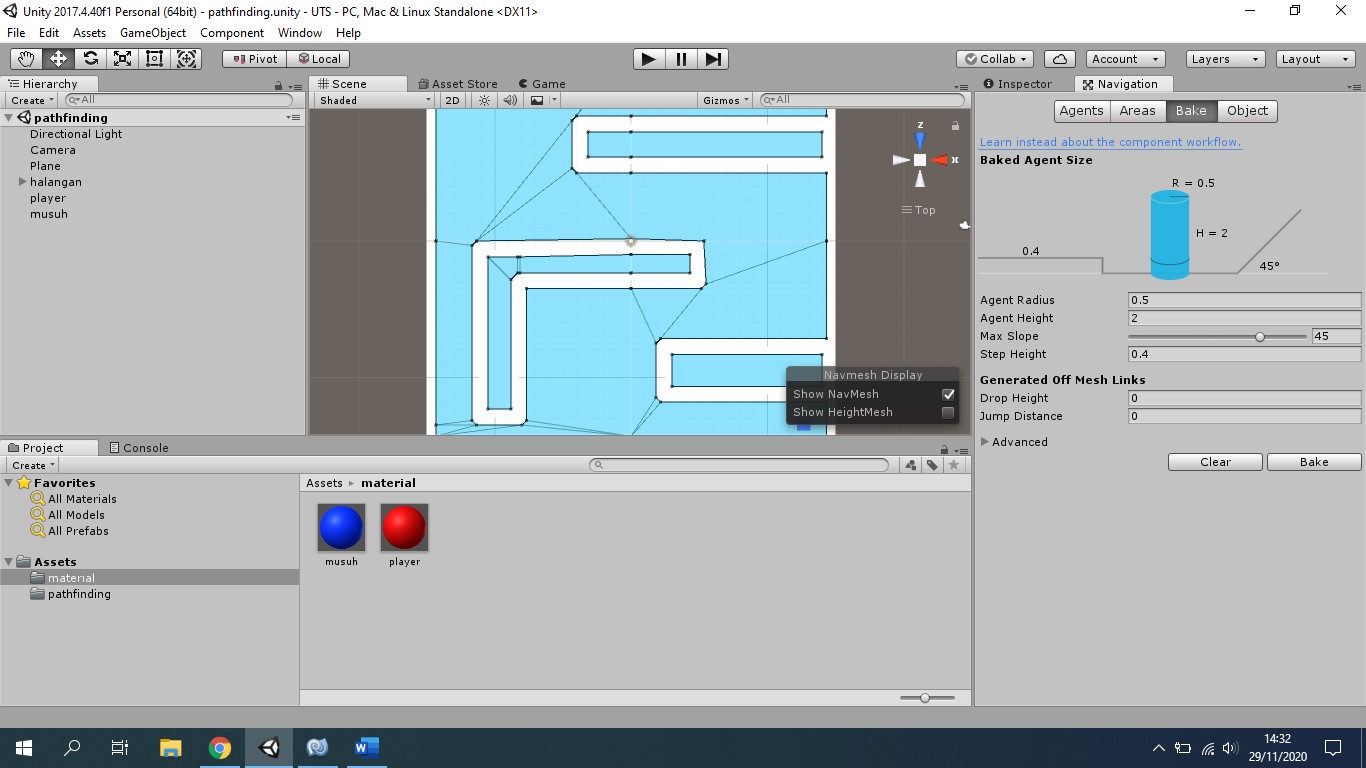 Unity 2017.4.40f1 Personal (64bit) - pathfinding.unity - UTS - PC, Mac & Linux Standalone <DX11>
File Edit Assets GameObject Component Window Help
Pivot Local Collab Account Layers Layout
Hierarchy
Create All
pathfinding
Directional Light
Camera
Plane
halangan
player
musuh
Scene Asset Store Game
Shaded 2D Gizmos All
z
x
Top
Navmesh Display
Show NavMesh
Show HeightMesh
Inspector Navigation
Agents Areas Bake Object
Learn instead about the component workflow.
Baked Agent Size
R = 0.5
H = 2
0.4
45°
Agent Radius 0.5
Agent Height 2
Max Slope 45
Step Height 0.4
Generated Off Mesh Links
Drop Height 0
Jump Distance 0
Advanced
Clear Bake
Project Console
Create
Favorites
All Materials
All Models
All Prefabs
Assets
material
pathfinding
Assets material
musuh player
14:32
29/11/2020